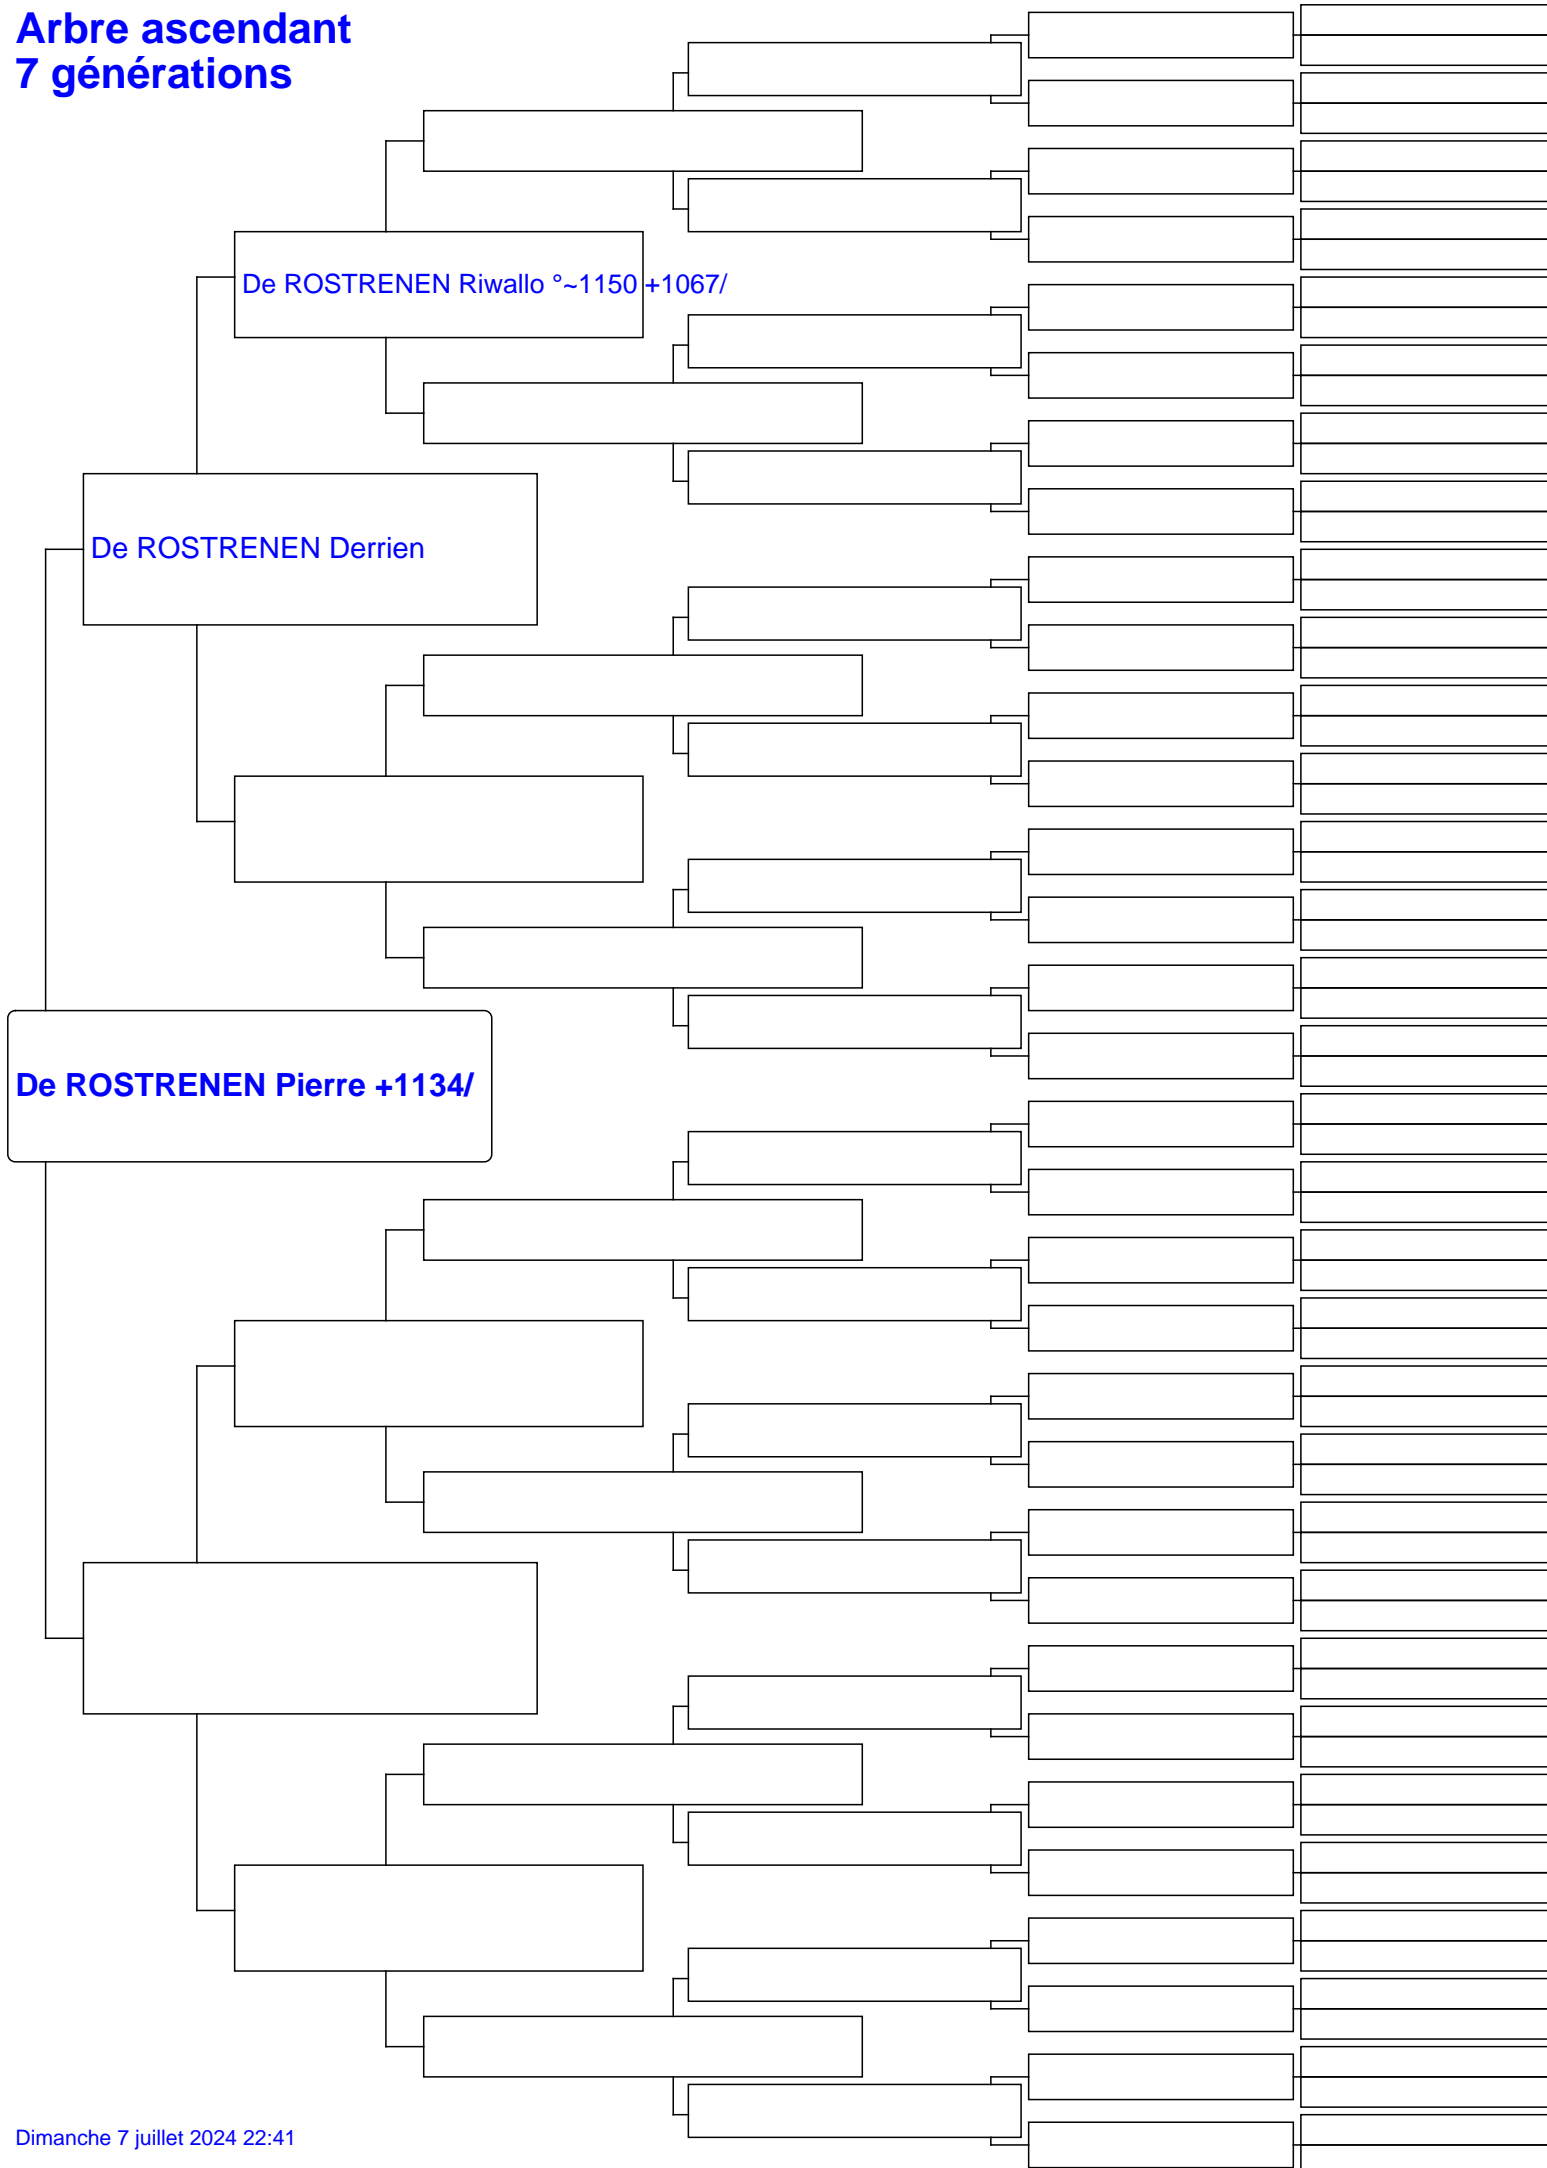 Arbre ascendant
7 générations
De ROSTRENEN Riwallo °~1150 +1067/
De ROSTRENEN Derrien
De ROSTRENEN Pierre +1134/
Dimanche 7 juillet 2024 22:41